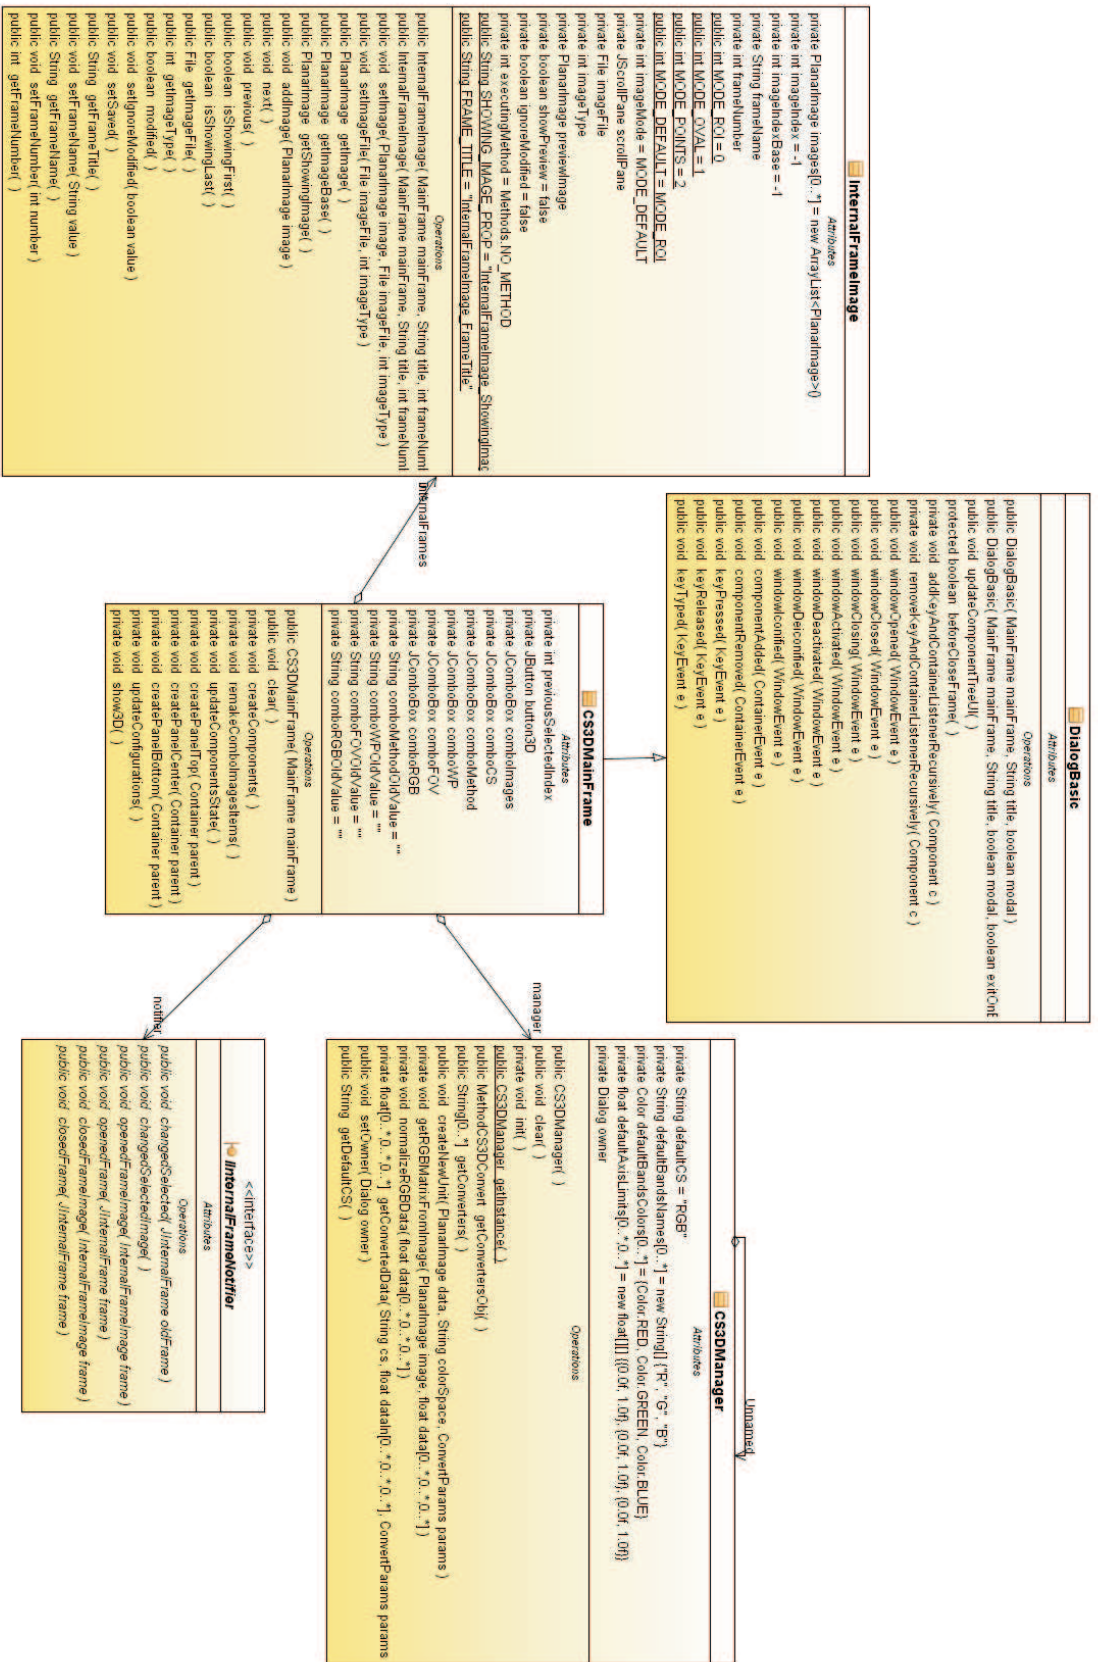 InternalFrameImage
Attributes
private PlanarImage images[0..*] = new ArrayList<PlanarImage>()
private int imageIndex = -1
private int imageIndexBase = -1
private String frameName
private int frameNumber
public int MODE_ROI = 0
public int MODE_OVAL = 1
public int MODE_POINTS = 2
public int MODE_DEFAULT = MODE_ROI
private int imageMode = MODE_DEFAULT
private JScrollPane scrollPane
private File imageFile
private int imageType
private PlanarImage previewImage
private boolean showPreview = false
private boolean ignoreModified = false
private int executingMethod = Methods.NO_METHOD
public String SHOWING_IMAGE_PROP = "InternalFrameImage_ShowingImag
public String FRAME_TITLE = "InternalFrameImage_FrameTitle"
Operations
public InternalFrameImage( MainFrame mainFrame, String title, int frameNuml
public InternalFrameImage( MainFrame mainFrame, String title, int frameNuml
public void setImage( PlanarImage image, File imageFile, int imageType )
public void setImageFile( File imageFile, int imageType )
public PlanarImage getImage( )
public PlanarImage getImageBase( )
public PlanarImage getShowingImage( )
private void addImage( PlanarImage image )
public void next( )
public void previous( )
public boolean isShowingFirst( )
public boolean isShowingLast( )
public File getImageFile( )
public int getImageType( )
public boolean modified( )
public void setIgnoreModified( boolean value )
public void setSaved( )
public String getFrameTitle( )
public void setFrameName( String value )
public String getFrameName( )
public void setFrameNumber( int number )
public int getFrameNumber( )
DialogBasic
Attributes
Operations
public DialogBasic( MainFrame mainFrame, String title, boolean modal )
public DialogBasic( MainFrame mainFrame, String title, boolean modal, boolean exitOnE
public void updateComponentTreeUI( )
protected boolean beforeCloseFrame( )
private void addKeyAndContainerListenerRecursively( Component c )
private void removeKeyAndContainerListenerRecursively( Component c )
public void windowOpened( WindowEvent e )
public void windowClosed( WindowEvent e )
public void windowClosing( WindowEvent e )
public void windowActivated( WindowEvent e )
public void windowDeactivated( WindowEvent e )
public void windowDeiconified( WindowEvent e )
public void windowIconified( WindowEvent e )
public void componentAdded( ContainerEvent e )
public void componentRemoved( ContainerEvent e )
public void keyPressed( KeyEvent e )
public void keyReleased( KeyEvent e )
public void keyTyped( KeyEvent e )
internalFrames
CS3DMainFrame
Attributes
private int previousSelectedIndex
private JButton button3D
private JComboBox comboImages
private JComboBox comboCS
private JComboBox comboMethod
private JComboBox comboWP
private JComboBox comboFOV
private JComboBox comboRGB
private String comboMethodOldValue = ""
private String comboWPOldValue = ""
private String comboFOVOldValue = ""
private String comboRGBOldValue = ""
Operations
public CS3DMainFrame( MainFrame mainFrame )
public void clear( )
private void createComponents( )
private void remakeComboImagesItems( )
private void updateComponentsState( )
private void createPanelTop( Container parent )
private void createPanelCenter( Container parent )
private void createPanelBottom( Container parent )
private void updateConfigurations( )
private void show3D( )
manager
notifier
Unnamed
CS3DManager
Attributes
private String defaultCS = "RGB"
private String defaultBandsNames[0..*] = new String[] {"R", "G", "B"}
private Color defaultBandsColors[0..*] = {Color.RED, Color.GREEN, Color.BLUE}
private float defaultAxisLimits[0..*,0..*] = new float[][] {{0.0f, 1.0f}, {0.0f, 1.0f}, {0.0f, 1.0f}}
private Dialog owner
Operations
public CS3DManager( )
public void clear( )
private void init( )
public CS3DManager getInstance( )
public MethodCS3DConvert getConvertersObj( )
public String[0..*] getConverters( )
public void createNewUnit( PlanarImage data, String colorSpace, ConvertParams params )
private void getRGBMatrixFromImage( PlanarImage image, float data[0..*,0..*,0..*] )
private void normalizeRGBData( float data[0..*,0..*,0..*] )
private float[0..*,0..*,0..*] getConvertedData( String cs, float dataIn[0..*,0..*,0..*], ConvertParams params
public void setOwner( Dialog owner )
public String getDefaultCS( )
<<interface>>
IInternalFrameNotifier
Attributes
Operations
public void changedSelected( JInternalFrame oldFrame )
public void changedSelectedImage( )
public void openedFrameImage( InternalFrameImage frame )
public void openedFrame( JInternalFrame frame )
public void closedFrameImage( InternalFrameImage frame )
public void closedFrame( JInternalFrame frame )